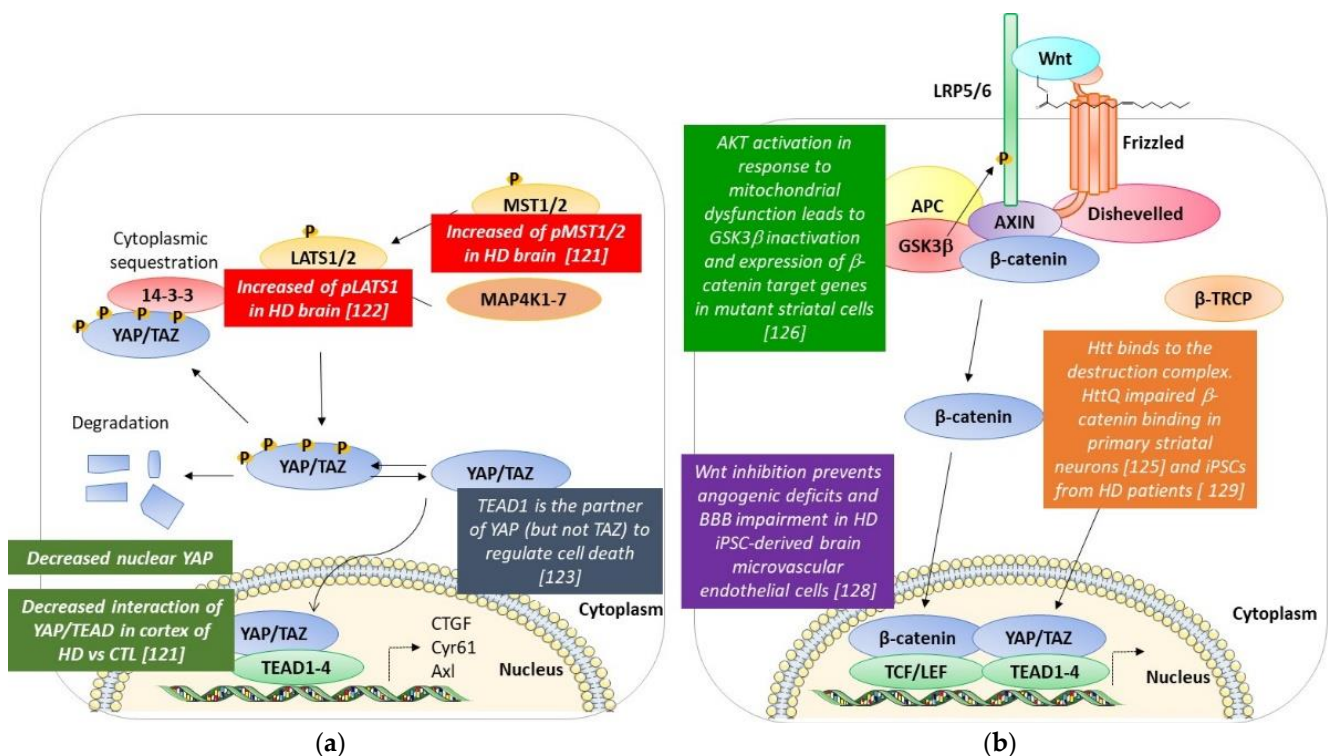 P
MST1/2
Increased of pMST1/2
in HD brain [121]
P
LATS1/2
Increased of pLATS1
in HD brain [122]
MAP4K1-7
Cytoplasmic
sequestration
14-3-3
P P P P
YAP/TAZ
Degradation
P P P P
YAP/TAZ
YAP/TAZ
TEAD1 is the partner
of YAP (but not TAZ) to
regulate cell death
[123]
Decreased nuclear YAP
Decreased interaction of
YAP/TEAD in cortex of
HD vs CTL [121]
Cytoplasm
YAP/TAZ
TEAD1-4
CTGF
Cyr61
Axl
Nucleus
(a)
Wnt
LRP5/6
Frizzled
AKT activation in
response to
mitochondrial
dysfunction leads to
GSK3β inactivation
and expression of β-
catenin target genes
in mutant striatal cells
[126]
P
APC
GSK3β
AXIN
β-catenin
Dishevelled
β-TRCP
β-catenin
Htt binds to the
destruction complex.
HttQ impaired β-
catenin binding in
primary striatal
neurons [125] and iPSCs
from HD patients [ 129]
Wnt inhibition prevents
angogenic deficits and
BBB impairment in HD
iPSC-derived brain
microvascular
endothelial cells [128]
Cytoplasm
β-catenin
YAP/TAZ
TCF/LEF
TEAD1-4
Nucleus
(b)